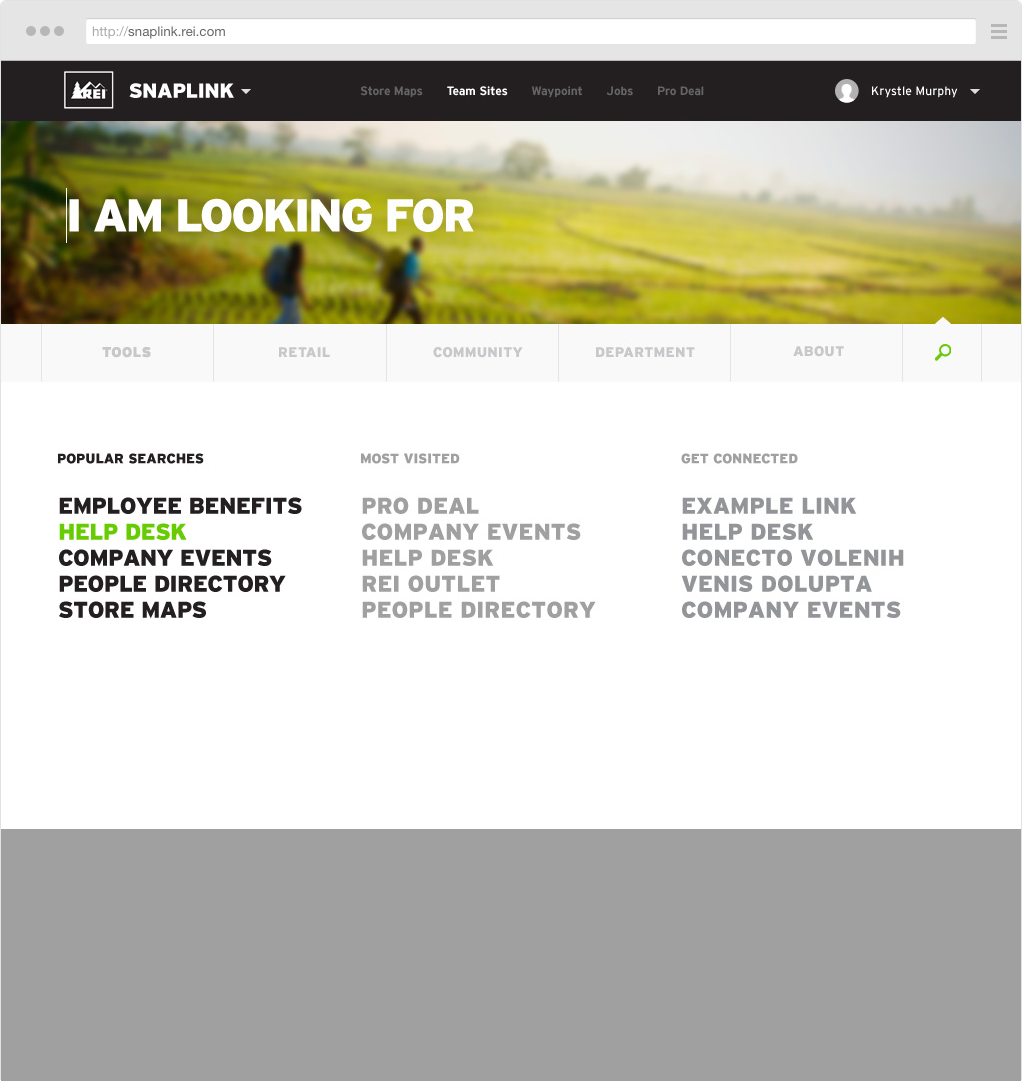 http://snaplink.rei.com
REI SNAPLINK Store Maps Team Sites Waypoint Jobs Pro Deal Krystle Murphy
I AM LOOKING FOR
TOOLS RETAIL COMMUNITY DEPARTMENT ABOUT
POPULAR SEARCHES
EMPLOYEE BENEFITS
HELP DESK
COMPANY EVENTS
PEOPLE DIRECTORY
STORE MAPS
MOST VISITED
PRO DEAL
COMPANY EVENTS
HELP DESK
REI OUTLET
PEOPLE DIRECTORY
GET CONNECTED
EXAMPLE LINK
HELP DESK
CONECTO VOLENIH
VENIS DOLUPTA
COMPANY EVENTS